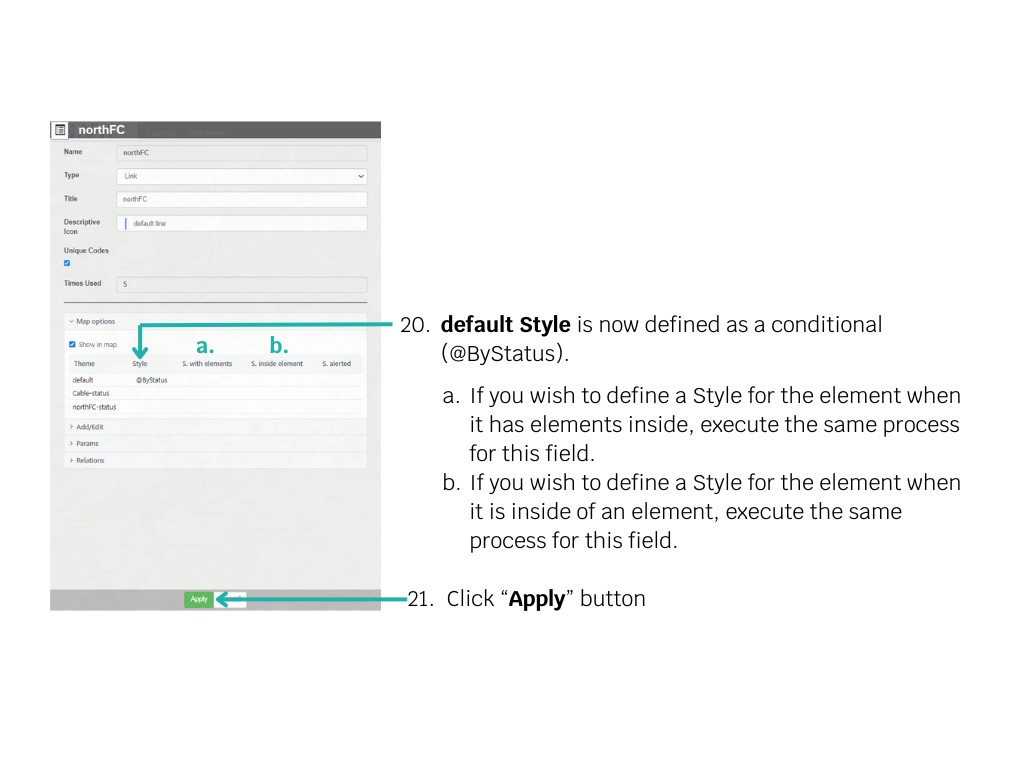 northFC
Name northFC
Type Link
Title northFC
Descriptive default line
Icon
Unique Codes
Times Used 5
Map options
Show in map a. b.
Theme Style S. with elements S. inside element S. alerted
default @ByStatus
Cable-status
northFC-status
Add/Edit
Params
Relations
Apply
20. default Style is now defined as a conditional
(@ByStatus).
a. If you wish to define a Style for the element when
it has elements inside, execute the same process
for this field.
b. If you wish to define a Style for the element when
it is inside of an element, execute the same
process for this field.
21. Click “Apply” button